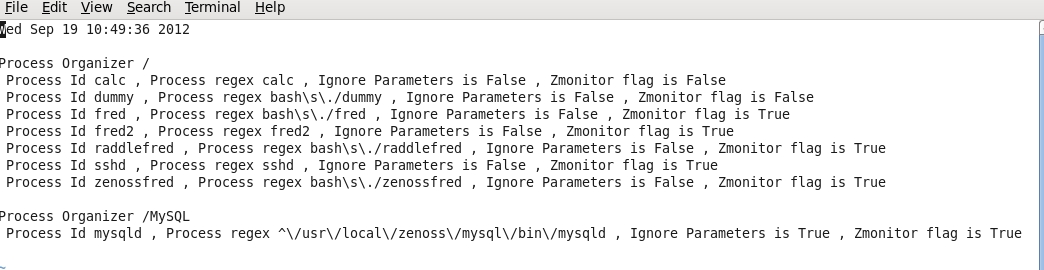 File Edit View Search Terminal Help
Wed Sep 19 10:49:36 2012
Process Organizer /
Process Id calc , Process regex calc , Ignore Parameters is False , Zmonitor flag is False
Process Id dummy , Process regex bash\s\./dummy , Ignore Parameters is False , Zmonitor flag is False
Process Id fred , Process regex bash\s\./fred , Ignore Parameters is False , Zmonitor flag is True
Process Id fred2 , Process regex fred2 , Ignore Parameters is False , Zmonitor flag is True
Process Id raddlefred , Process regex bash\s\./raddlefred , Ignore Parameters is False , Zmonitor flag is True
Process Id sshd , Process regex sshd , Ignore Parameters is False , Zmonitor flag is True
Process Id zenossfred , Process regex bash\s\./zenossfred , Ignore Parameters is False , Zmonitor flag is True
Process Organizer /MySQL
Process Id mysqld , Process regex ^\/usr\/local\/zenoss\/mysql\/bin\/mysqld , Ignore Parameters is True , Zmonitor flag is True
~